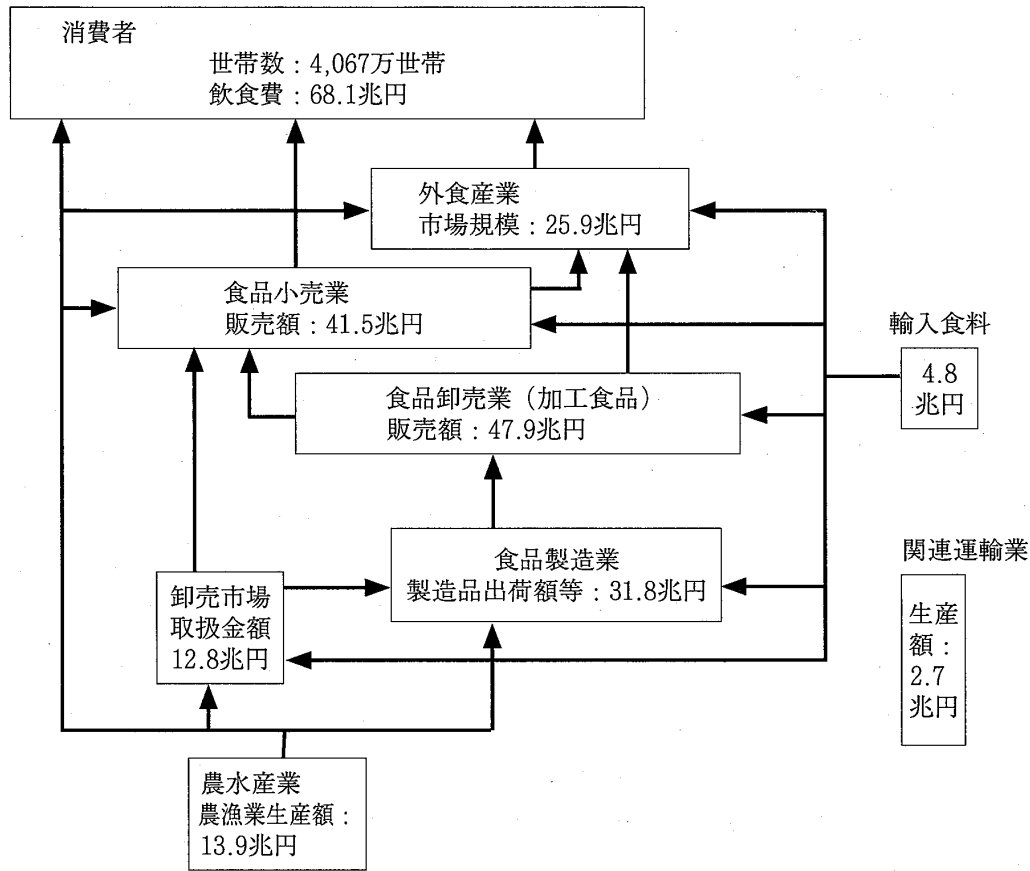 消費者
世帯数：4,067万世帯
飲食費：68.1兆円
外食産業
市場規模：25.9兆円
食品小売業
販売額：41.5兆円
輸入食料
4.8
兆円
食品卸売業（加工食品）
販売額：47.9兆円
食品製造業
製造品出荷額等：31.8兆円
関連運輸業
生産
額：
2.7
兆円
卸売市場
取扱金額
12.8兆円
農水産業
農漁業生産額：
13.9兆円